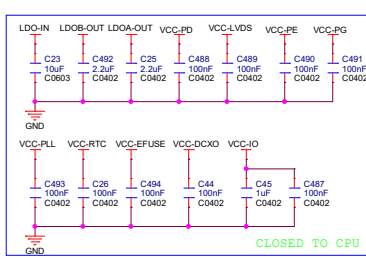 LDO-IN LDOB-OUT LDOA-OUT VCC-PD VCC-LVDS VCC-PE VCC-PG
C23 C492 C25 C488 C489 C490 C491
10uF 2.2uF 2.2uF 100nF 100nF 100nF 100nF
C0603 C0402 C0402 C0402 C0402 C0402 C0402
GND
VCC-PLL VCC-RTC VCC-EFUSE VCC-DCXO VCC-IO
C493 C26 C494 C44 C45 C487
100nF 100nF 100nF 100nF 1uF 100nF
C0402 C0402 C0402 C0402 C0402 C0402
GND
CLOSED TO CPU